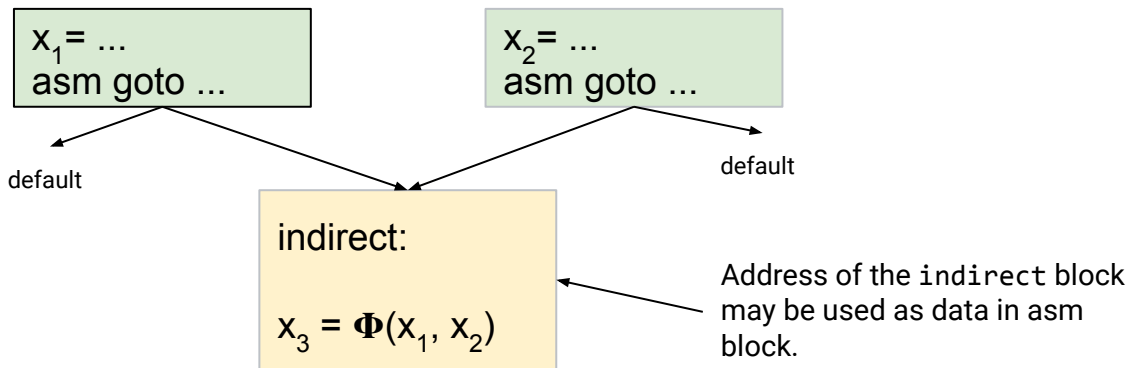 x₁= ...
asm goto ...
x₂= ...
asm goto ...
default
default
indirect:
x₃ = Φ(x₁, x₂)
Address of the indirect block
may be used as data in asm
block.